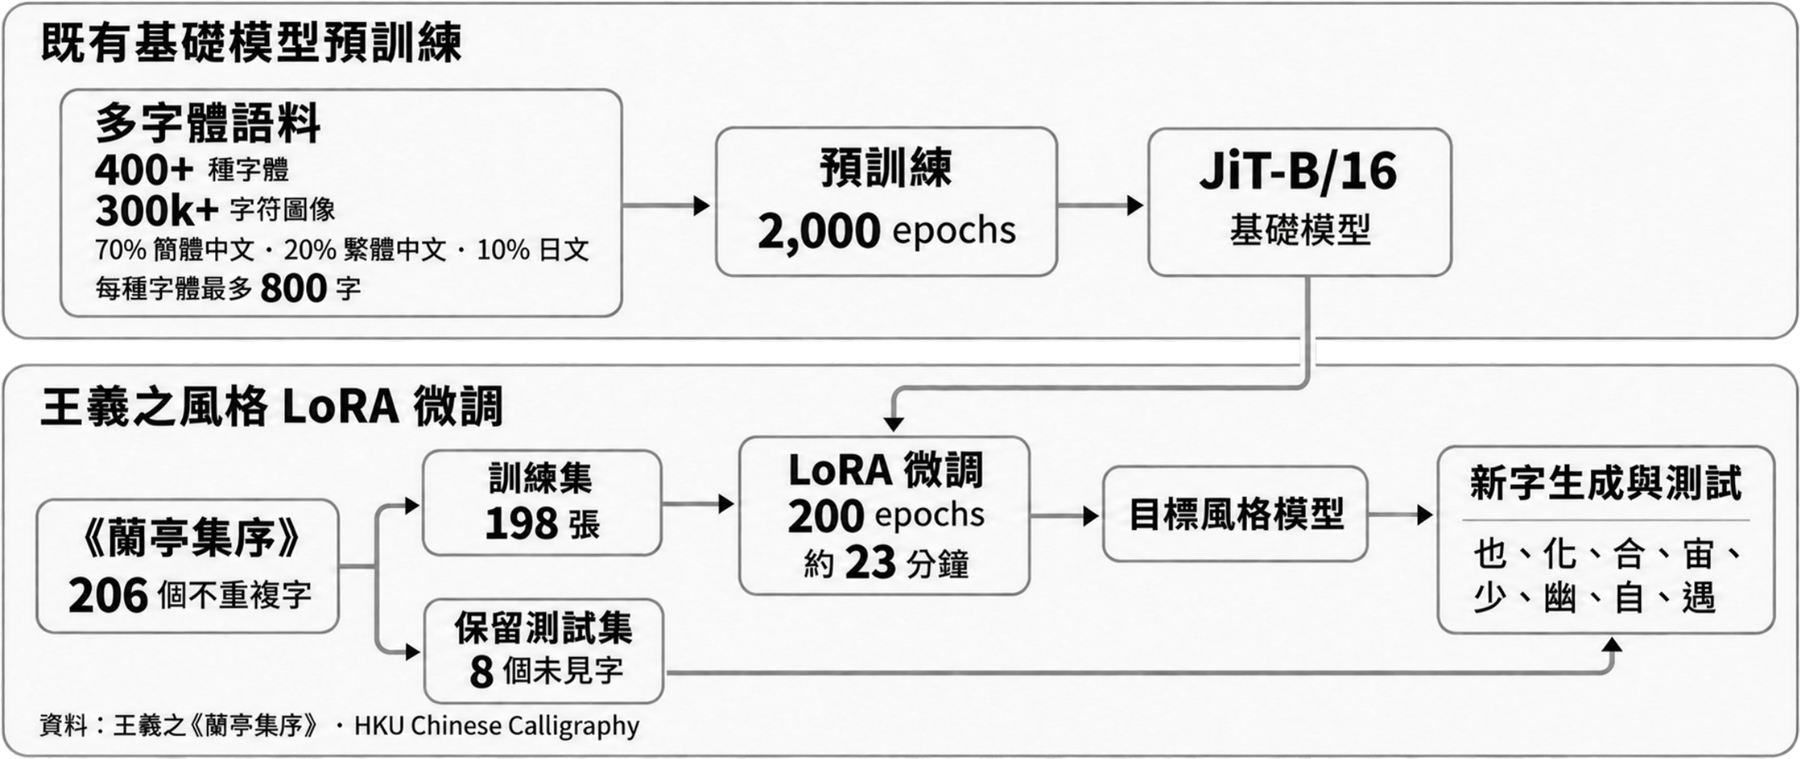 既有基礎模型預訓練
多字體語料
400+ 種字體
300k+ 字符圖像
70% 簡體中文・20% 繁體中文・10% 日文
每種字體最多 800 字
預訓練
2,000 epochs
JiT-B/16
基礎模型
王羲之風格 LoRA 微調
《蘭亭集序》
206 個不重複字
訓練集
198 張
保留測試集
8 個未見字
LoRA 微調
200 epochs
約 23 分鐘
目標風格模型
新字生成與測試
也、化、合、宙、
少、幽、自、遇
資料：王羲之《蘭亭集序》・HKU Chinese Calligraphy